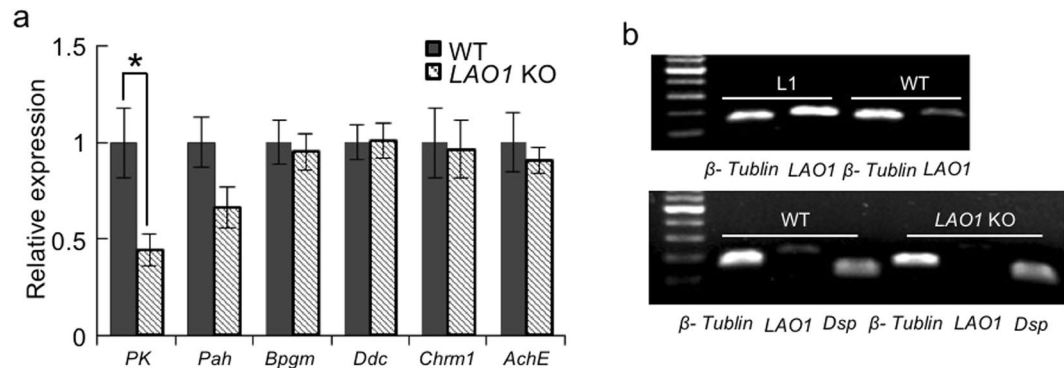 a
1.5
1
0.5
0
Relative expression
WT
LAO1 KO
*
PK Pah Bpgm Ddc Chrm1 AchE
b
L1 WT
β- Tublin LAO1 β- Tublin LAO1
WT LAO1 KO
β- Tublin LAO1 Dsp β- Tublin LAO1 Dsp